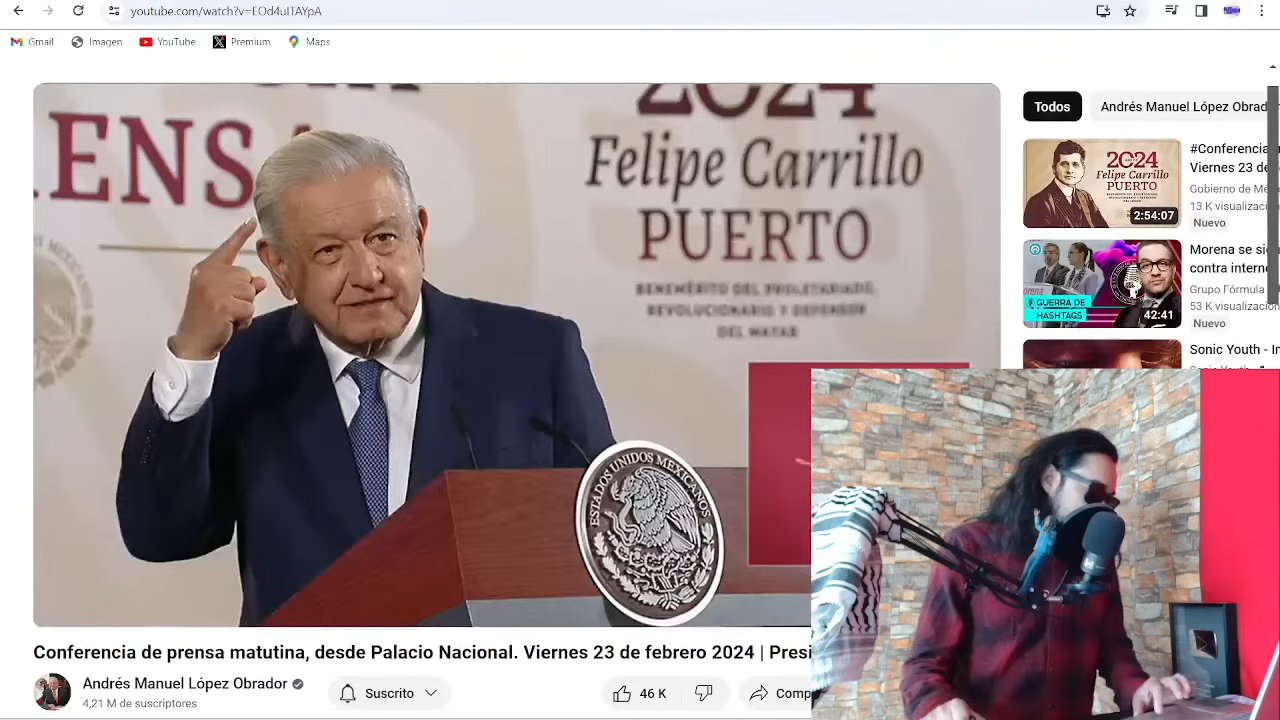 youtube.com/watch?v=EOd4uITAYpA
Gmail
Imagen
YouTube
Premium
Maps
ENSA
2024
Felipe Carrillo
PUERTO
BENEMÉRITO DEL PROLETARIADO,
REVOLUCIONARIO Y DEFENSOR
DEL MAYAB
ESTADOS UNIDOS MEXICANOS
Todos
Andrés Manuel López Obrad
2024
Felipe Carrillo
PUERTO
2:54:07
#Conferencia
Viernes 23 de
Gobierno de Mé
13 K visualizaci
Nuevo
GUERRA DE
HASHTAGS
42:41
Morena se si
contra intern
Grupo Fórmula
53 K visualizacion
Nuevo
Sonic Youth - In
Conferencia de prensa matutina, desde Palacio Nacional. Viernes 23 de febrero 2024 | Presi
Andrés Manuel López Obrador
4,21 M de suscriptores
Suscrito
46 K
Comp